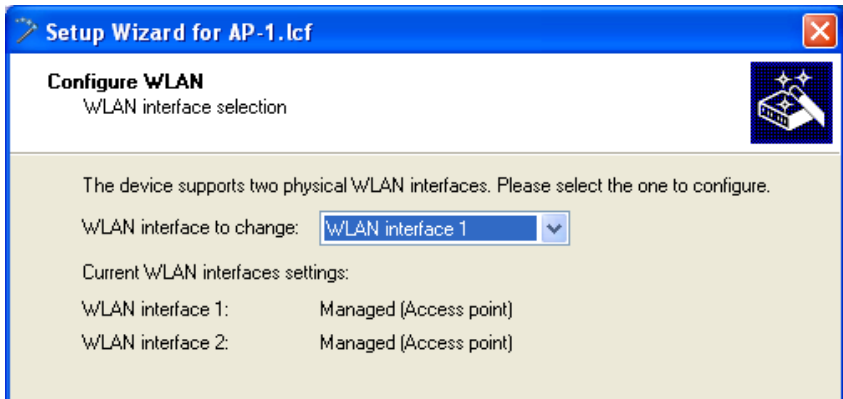 Setup Wizard for AP-1.lcf
Configure WLAN
WLAN interface selection
The device supports two physical WLAN interfaces. Please select the one to configure.
WLAN interface to change: WLAN interface 1
Current WLAN interfaces settings:
WLAN interface 1: Managed (Access point)
WLAN interface 2: Managed (Access point)